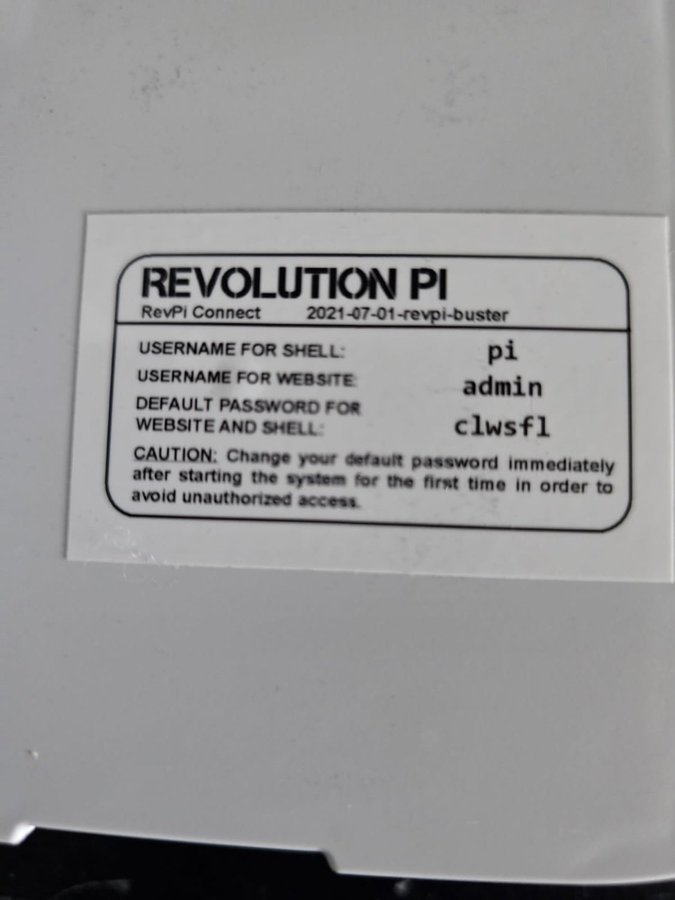 REVOLUTION PI
RevPi Connect 2021-07-01-revpi-buster
USERNAME FOR SHELL: pi
USERNAME FOR WEBSITE: admin
DEFAULT PASSWORD FOR
WEBSITE AND SHELL: clwsfl
CAUTION: Change your default password immediately
after starting the system for the first time in order to
avoid unauthorized access.